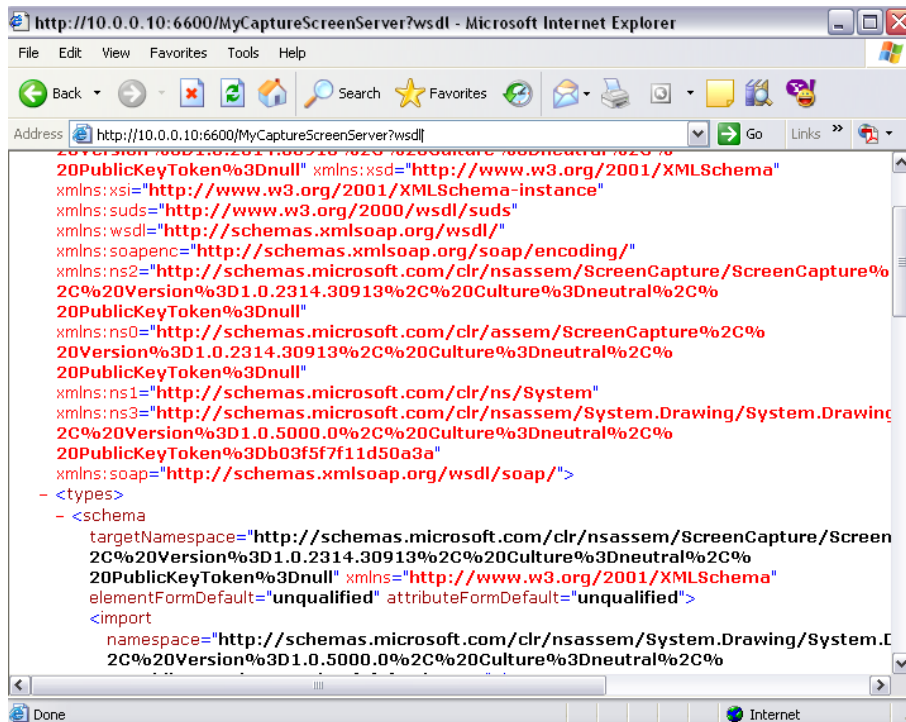 http://10.0.0.10:6600/MyCaptureScreenServer?wsdl - Microsoft Internet Explorer
File Edit View Favorites Tools Help
Back Search Favorites
Address http://10.0.0.10:6600/MyCaptureScreenServer?wsdl Go Links »
20Version%3D1.0.2314.30913%2C%20Culture%3Dneutral%2C%
20PublicKeyToken%3Dnull" xmlns:xsd="http://www.w3.org/2001/XMLSchema"
xmlns:xsi="http://www.w3.org/2001/XMLSchema-instance"
xmlns:suds="http://www.w3.org/2000/wsdl/suds"
xmlns:wsdl="http://schemas.xmlsoap.org/wsdl/"
xmlns:soapenc="http://schemas.xmlsoap.org/soap/encoding/"
xmlns:ns2="http://schemas.microsoft.com/clr/nsassem/ScreenCapture/ScreenCapture%
2C%20Version%3D1.0.2314.30913%2C%20Culture%3Dneutral%2C%
20PublicKeyToken%3Dnull"
xmlns:ns0="http://schemas.microsoft.com/clr/assem/ScreenCapture%2C%
20Version%3D1.0.2314.30913%2C%20Culture%3Dneutral%2C%
20PublicKeyToken%3Dnull"
xmlns:ns1="http://schemas.microsoft.com/clr/ns/System"
xmlns:ns3="http://schemas.microsoft.com/clr/nsassem/System.Drawing/System.Drawing
2C%20Version%3D1.0.5000.0%2C%20Culture%3Dneutral%2C%
20PublicKeyToken%3Db03f5f7f11d50a3a"
xmlns:soap="http://schemas.xmlsoap.org/wsdl/soap/">
- <types>
- <schema
targetNamespace="http://schemas.microsoft.com/clr/nsassem/ScreenCapture/Screen
2C%20Version%3D1.0.2314.30913%2C%20Culture%3Dneutral%2C%
20PublicKeyToken%3Dnull" xmlns="http://www.w3.org/2001/XMLSchema"
elementFormDefault="unqualified" attributeFormDefault="unqualified">
<import
namespace="http://schemas.microsoft.com/clr/nsassem/System.Drawing/System.D
2C%20Version%3D1.0.5000.0%2C%20Culture%3Dneutral%2C%
Done Internet